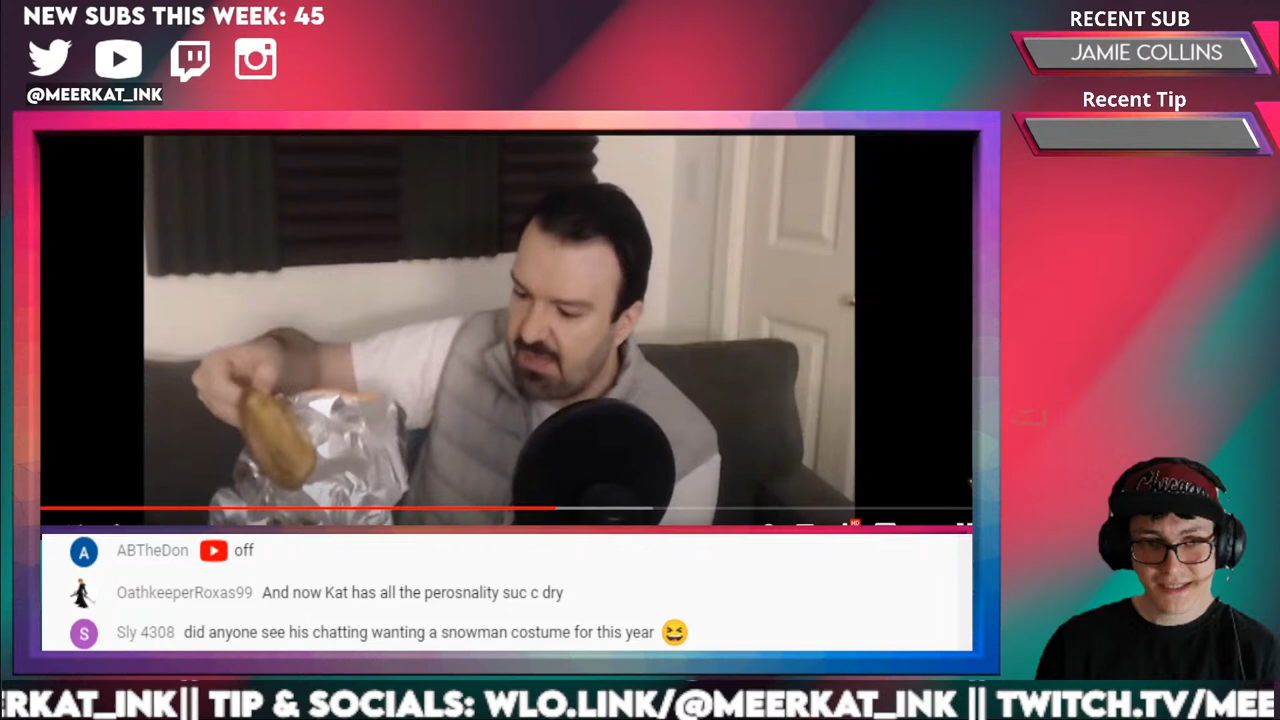 NEW SUBS THIS WEEK: 45
@MEERKAT_INK
RECENT SUB
JAMIE COLLINS
Recent Tip
HD
A ABTheDon off
OathkeeperRoxas99 And now Kat has all the perosnality suc c dry
S Sly 4308 did anyone see his chatting wanting a snowman costume for this year
ERKAT_INK|| TIP & SOCIALS: WLO.LINK/@MEERKAT_INK || TWITCH.TV/MEE